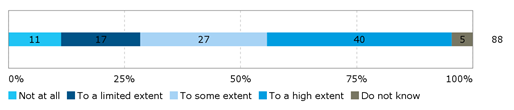 11 17 27 40 5 88
0% 25% 50% 75% 100%
Not at all To a limited extent To some extent To a high extent Do not know